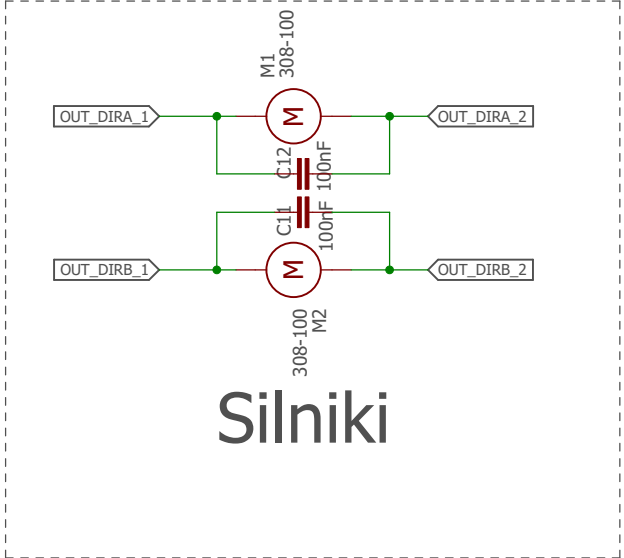 M1
308-100
OUT_DIRA_1
M
OUT_DIRA_2
C12
100nF
C11
100nF
OUT_DIRB_1
M
OUT_DIRB_2
308-100
M2
Silniki